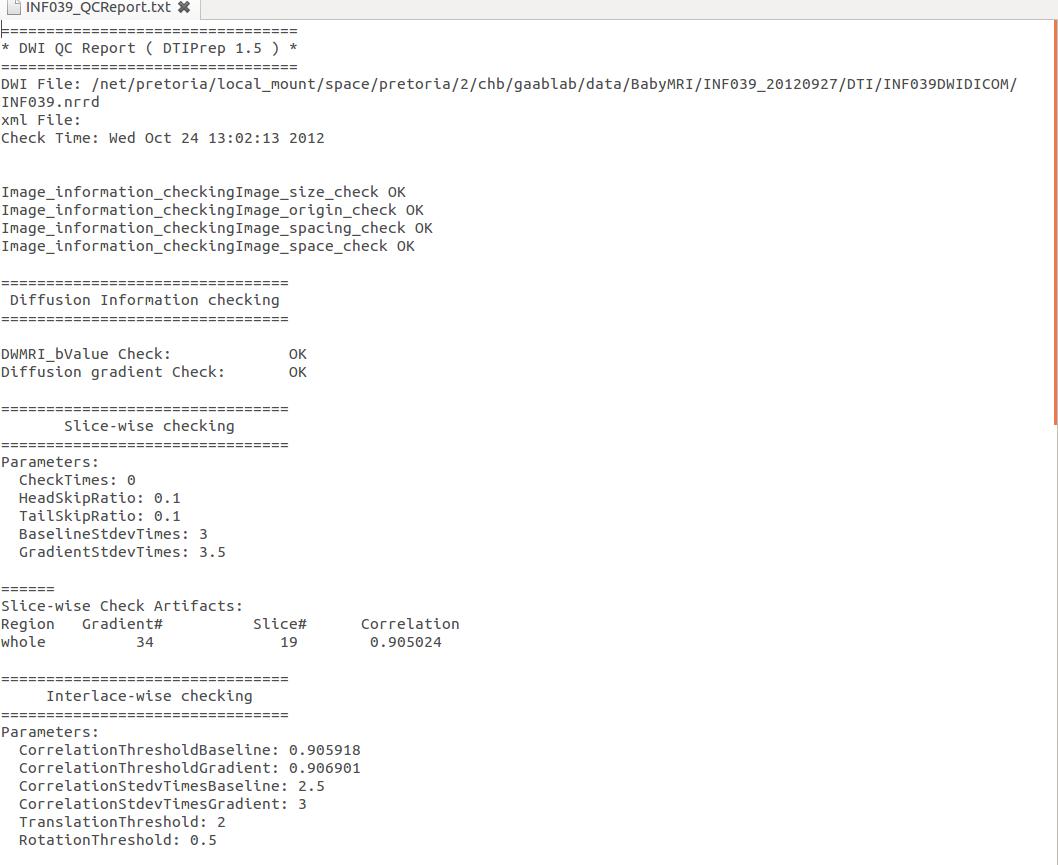 INF039_QCReport.txt ✖
=================================
* DWI QC Report ( DTIPrep 1.5 ) *
=================================
DWI File: /net/pretoria/local_mount/space/pretoria/2/chb/gaablab/data/BabyMRI/INF039_20120927/DTI/INF039DWIDICOM/
INF039.nrrd
xml File:
Check Time: Wed Oct 24 13:02:13 2012
Image_information_checkingImage_size_check OK
Image_information_checkingImage_origin_check OK
Image_information_checkingImage_spacing_check OK
Image_information_checkingImage_space_check OK
================================
 Diffusion Information checking
================================
DWMRI_bValue Check:             OK
Diffusion gradient Check:       OK
================================
       Slice-wise checking
================================
Parameters:
  CheckTimes: 0
  HeadSkipRatio: 0.1
  TailSkipRatio: 0.1
  BaselineStdevTimes: 3
  GradientStdevTimes: 3.5
======
Slice-wise Check Artifacts:
Region   Gradient#          Slice#      Correlation
whole          34              19        0.905024
================================
     Interlace-wise checking
================================
Parameters:
  CorrelationThresholdBaseline: 0.905918
  CorrelationThresholdGradient: 0.906901
  CorrelationStedvTimesBaseline: 2.5
  CorrelationStdevTimesGradient: 3
  TranslationThreshold: 2
  RotationThreshold: 0.5